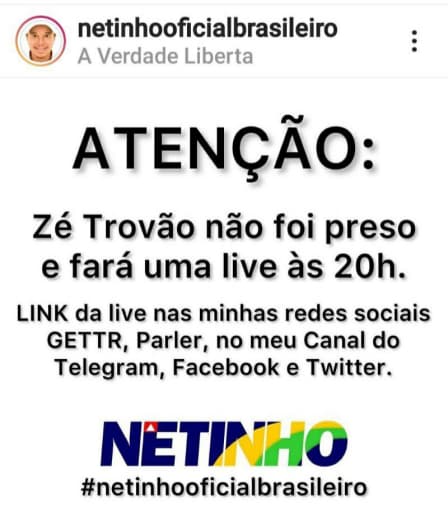 netinhooficialbrasileiro
A Verdade Liberta
ATENÇÃO:
Zé Trovão não foi preso
e fará uma live às 20h.
LINK da live nas minhas redes sociais
GETTR, Parler, no meu Canal do
Telegram, Facebook e Twitter.
NETINHO
#netinhooficialbrasileiro